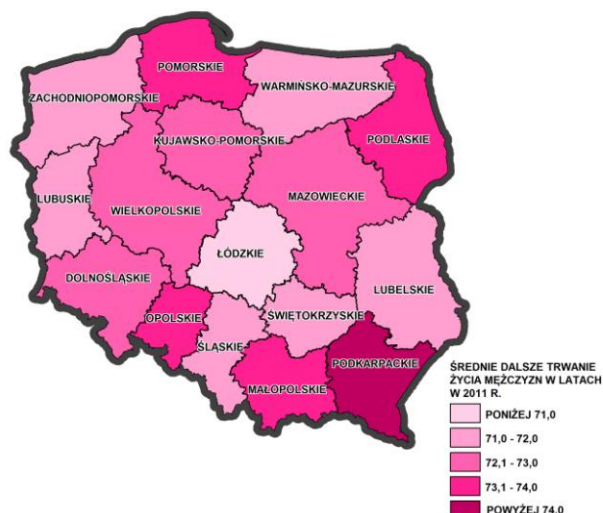 POMORSKIE
WARMIŃSKO-MAZURSKIE
ZACHODNIOPOMORSKIE
PODLASKIE
KUJAWSKO-POMORSKIE
LUBUSKIE
MAZOWIECKIE
WIELKOPOLSKIE
ŁÓDZKIE
DOLNOŚLĄSKIE
LUBELSKIE
OPOLSKIE
ŚWIĘTOKRZYSKIE
ŚLĄSKIE
PODKARPACKIE
MAŁOPOLSKIE
ŚREDNIE DALSZE TRWANIE
ŻYCIA MĘŻCZYZN W LATACH
W 2011 R.
PONIŻEJ 71,0
71,0 - 72,0
72,1 - 73,0
73,1 - 74,0
POWYŻEJ 74,0